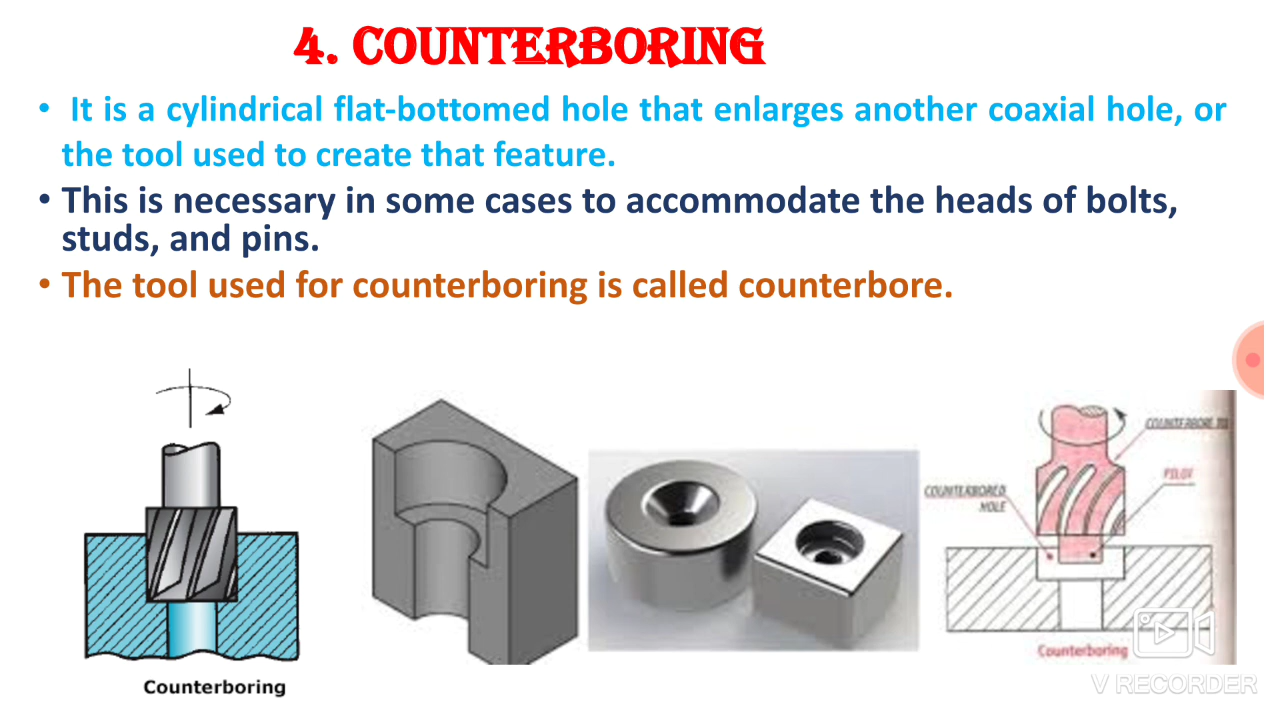 4. COUNTERBORING
• It is a cylindrical flat-bottomed hole that enlarges another coaxial hole, or
the tool used to create that feature.
• This is necessary in some cases to accommodate the heads of bolts,
studs, and pins.
• The tool used for counterboring is called counterbore.
COUNTERBORE
PILOT
COUNTERBORED
HOLE
Counterboring
Counterboring
V RECORDER